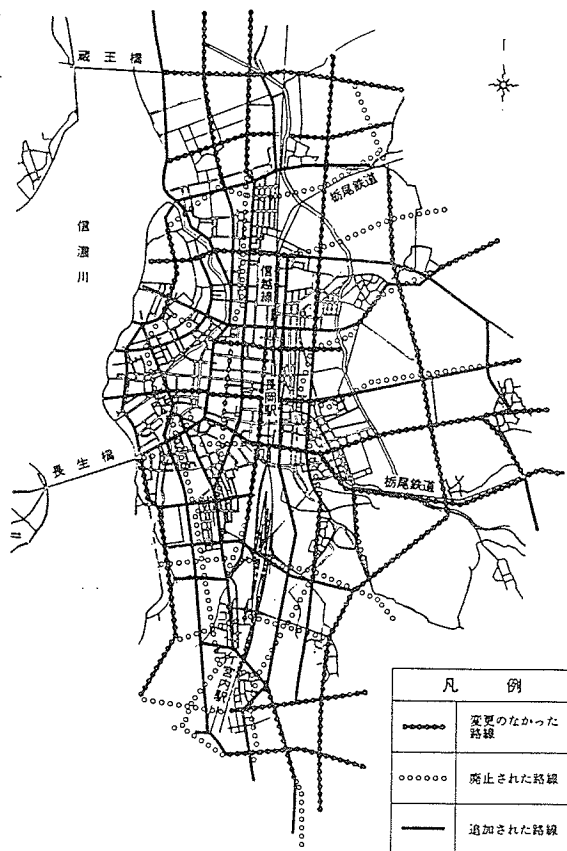 蔵王橋
栃尾鉄道
信濃川
信越線
長岡駅
長生橋
栃尾鉄道
宮内駅
凡例
変更のなかった
路線
廃止された路線
追加された路線